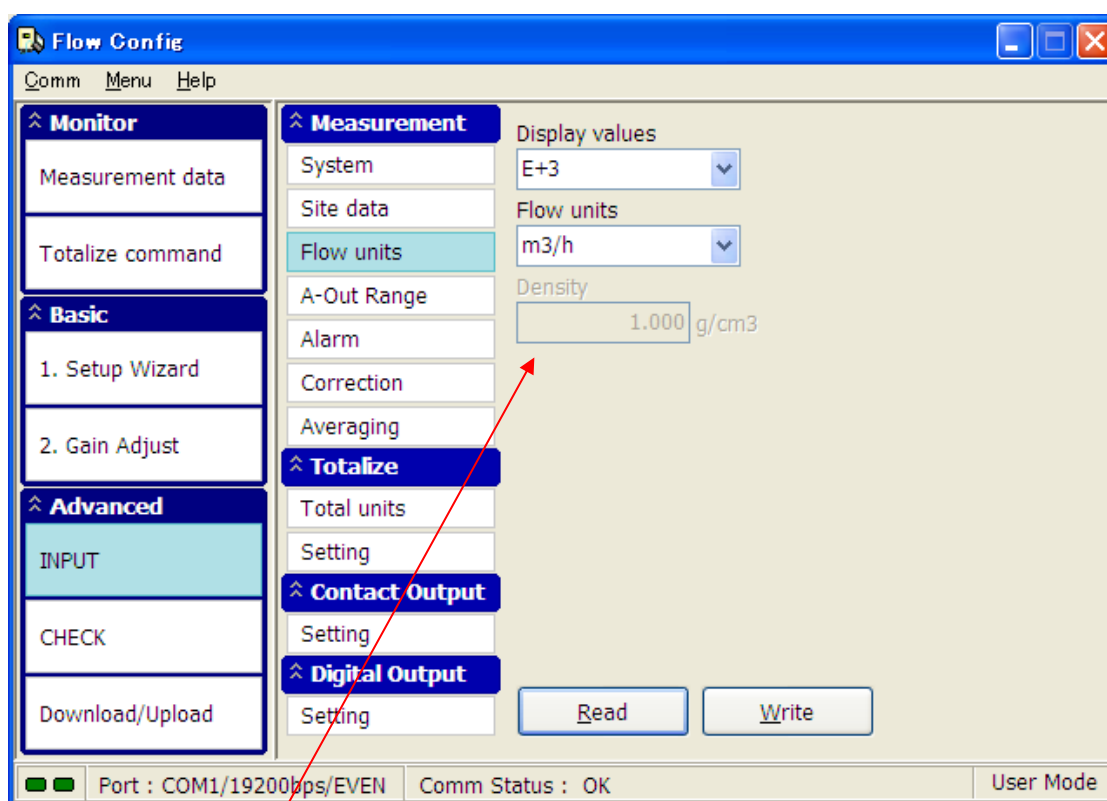 Flow Config
Comm Menu Help
Monitor
Measurement data
Totalize command
Basic
1. Setup Wizard
2. Gain Adjust
Advanced
INPUT
CHECK
Download/Upload
Measurement
System
Site data
Flow units
A-Out Range
Alarm
Correction
Averaging
Totalize
Total units
Setting
Contact Output
Setting
Digital Output
Setting
Display values
E+3
Flow units
m3/h
Density
1.000 g/cm3
Read Write
Port : COM1/19200bps/EVEN Comm Status : OK User Mode